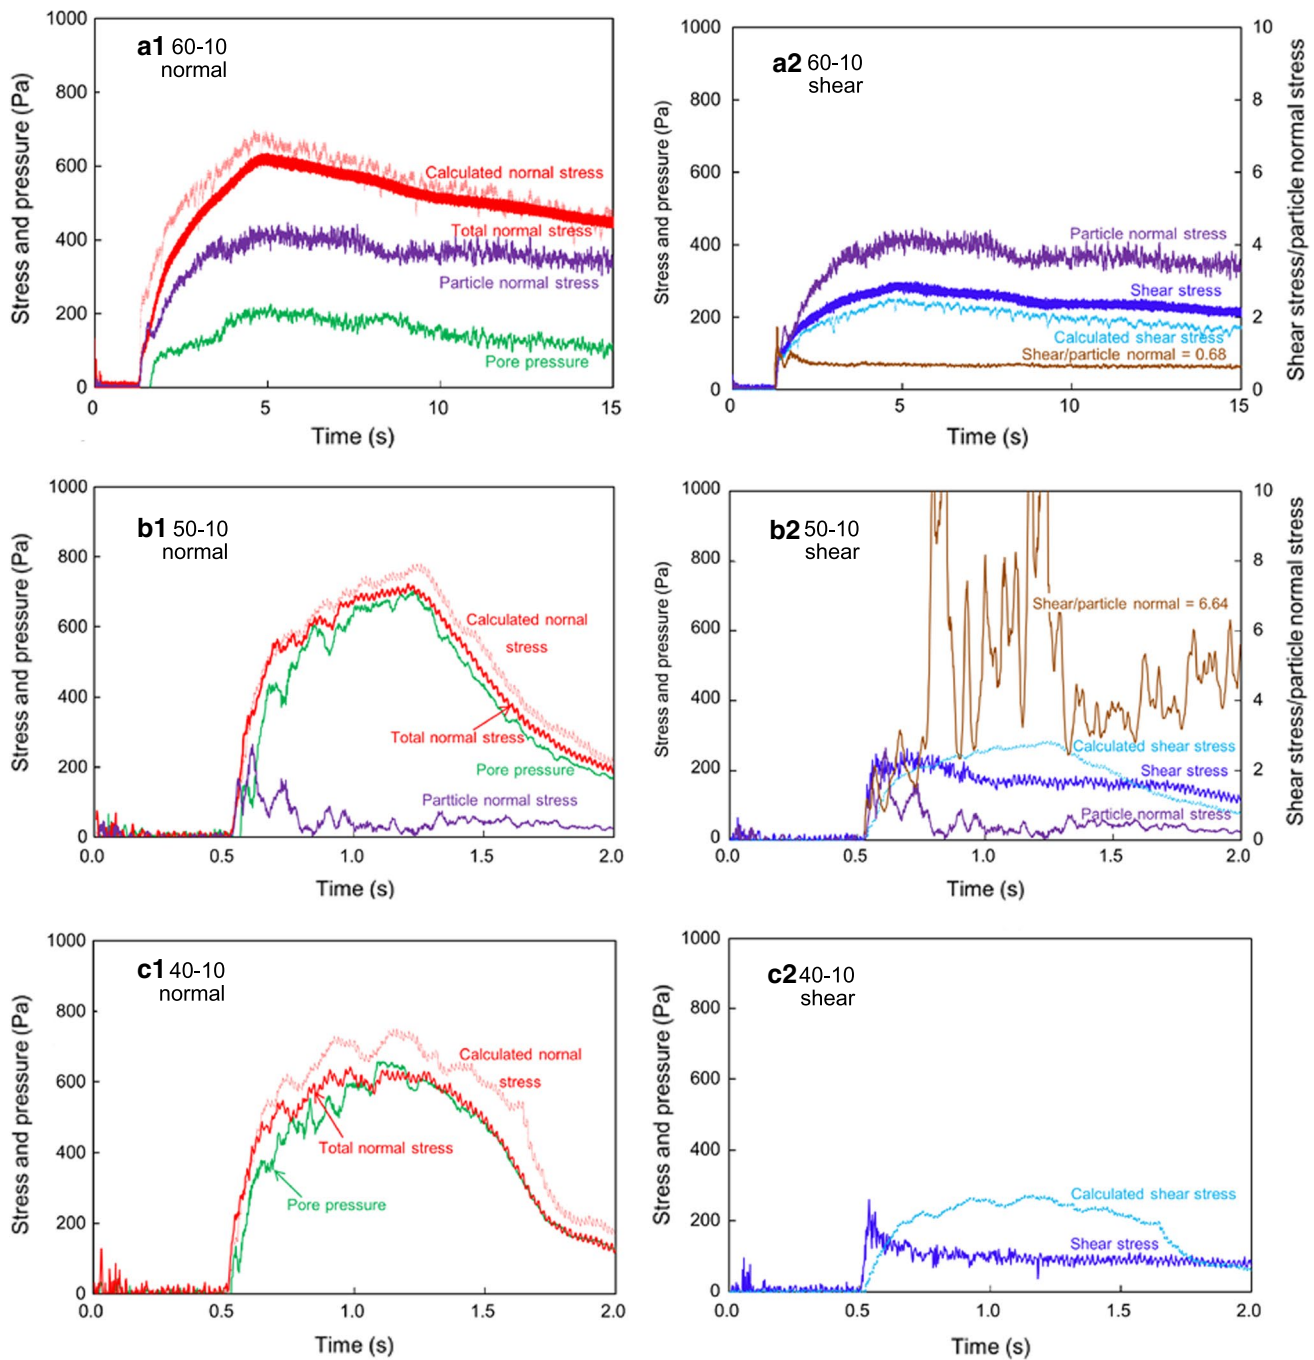 a1 60-10
normal
1000
800
600
400
200
0
Stress and pressure (Pa)
Calculated nornal stress
Total normal stress
Particle normal stress
Pore pressure
0 5 10 15
Time (s)
a2 60-10
shear
1000
800
600
400
200
0
Stress and pressure (Pa)
Particle normal stress
Shear stress
Calculated shear stress
Shear/particle normal = 0.68
10
8
6
4
2
0
Shear stress/particle normal stress
0 5 10 15
Time (s)
b1 50-10
normal
1000
800
600
400
200
0
Stress and pressure (Pa)
Calculated nornal
stress
Total normal stress
Pore pressure
Partticle normal stress
0.0 0.5 1.0 1.5 2.0
Time (s)
b2 50-10
shear
1000
800
600
400
200
0
Stress and pressure (Pa)
Shear/particle normal = 6.64
Calculated shear stress
Shear stress
Particle normal stress
10
8
6
4
2
0
Shear stress/particle normal stress
0.0 0.5 1.0 1.5 2.0
Time (s)
c1 40-10
normal
1000
800
600
400
200
0
Stress and pressure (Pa)
Calculated nornal
stress
Total normal stress
Pore pressure
0.0 0.5 1.0 1.5 2.0
Time (s)
c2 40-10
shear
1000
800
600
400
200
0
Stress and pressure (Pa)
Calculated shear stress
Shear stress
0.0 0.5 1.0 1.5 2.0
Time (s)